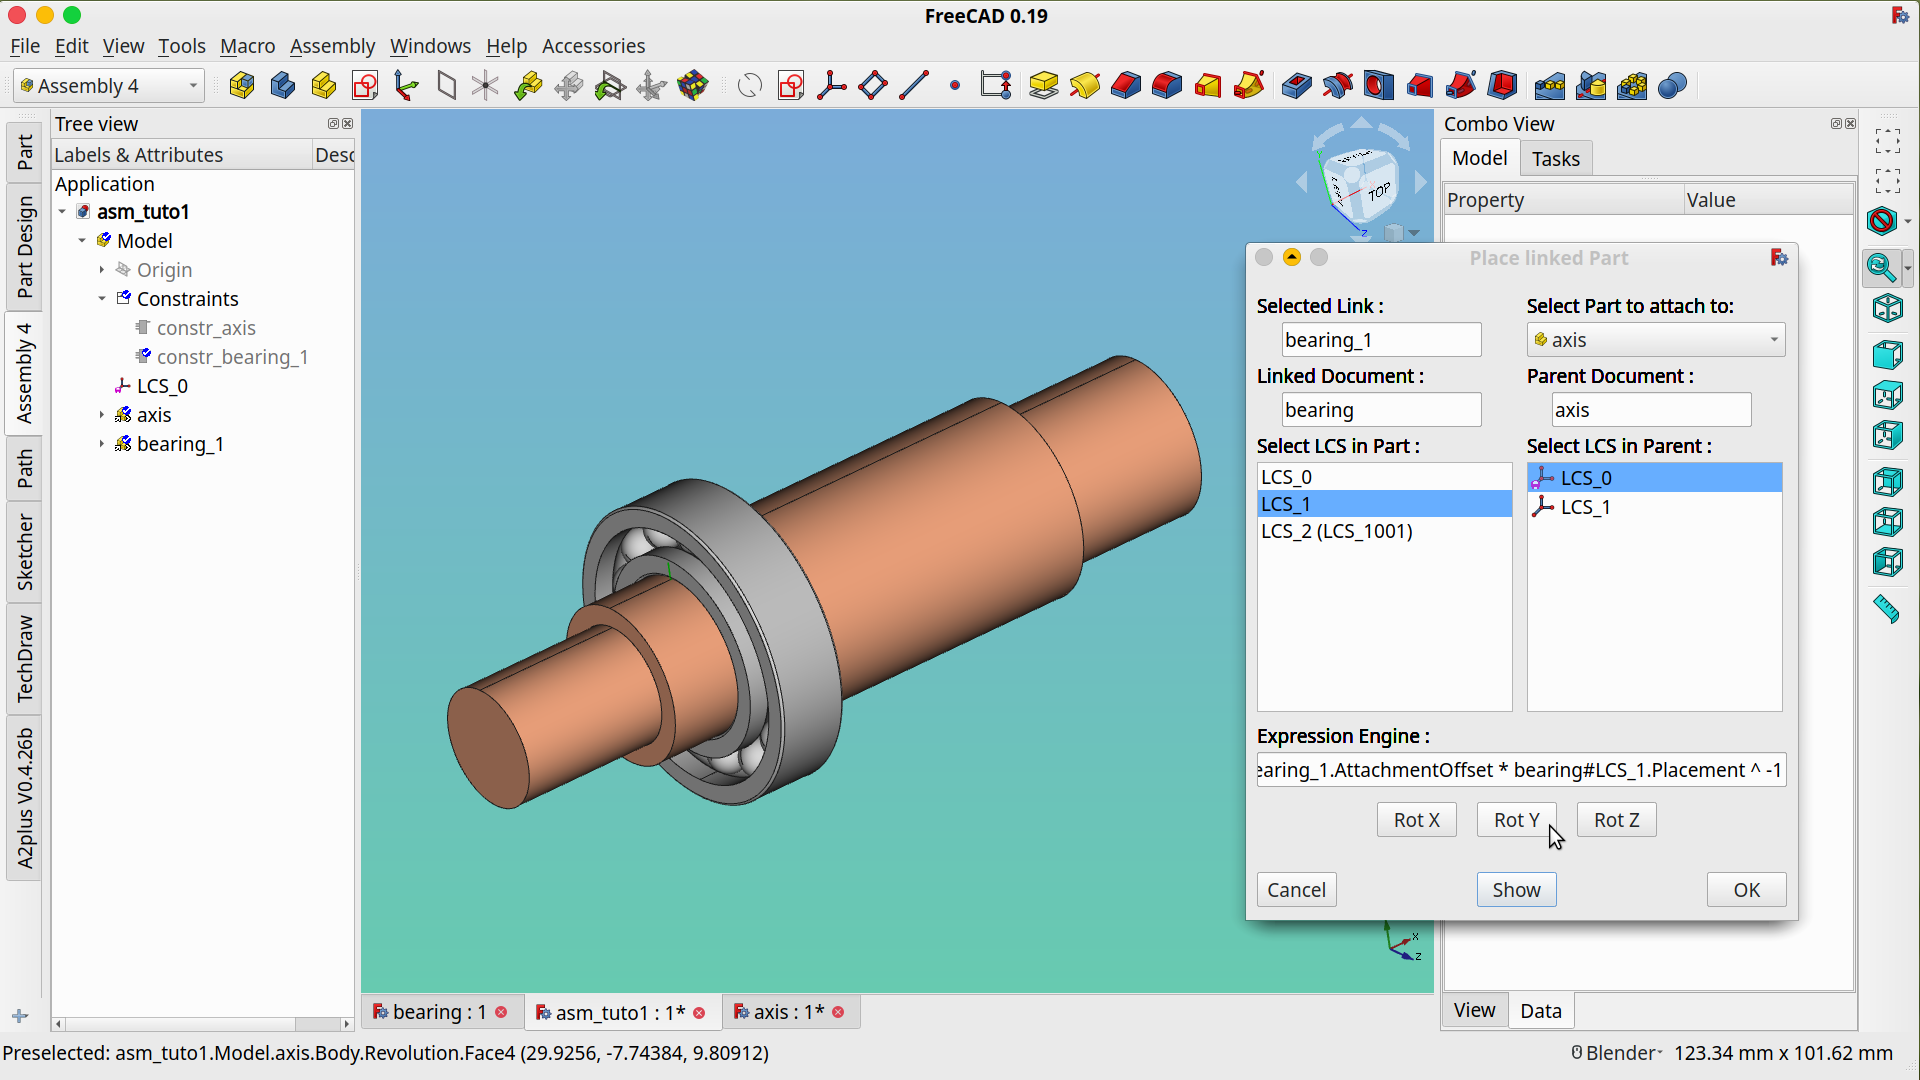 FreeCAD 0.19
File Edit View Tools Macro Assembly Windows Help Accessories
Assembly 4
Tree view
Labels & Attributes Desc
Application
asm_tuto1
Model
Origin
Constraints
constr_axis
constr_bearing_1
LCS_0
axis
bearing_1
Part
Part Design
Assembly 4
Path
Sketcher
TechDraw
A2plus V0.4.26b
TOP
Z
X
Z
Combo View
Model Tasks
Property Value
Place linked Part
Selected Link :
bearing_1
Select Part to attach to:
axis
Linked Document :
bearing
Parent Document :
axis
Select LCS in Part :
LCS_0
LCS_1
LCS_2 (LCS_1001)
Select LCS in Parent :
LCS_0
LCS_1
Expression Engine :
earing_1.AttachmentOffset * bearing#LCS_1.Placement ^ -1
Rot X Rot Y Rot Z
Cancel Show OK
View Data
bearing : 1 asm_tuto1 : 1* axis : 1*
Preselected: asm_tuto1.Model.axis.Body.Revolution.Face4 (29.9256, -7.74384, 9.80912)
Blender 123.34 mm x 101.62 mm